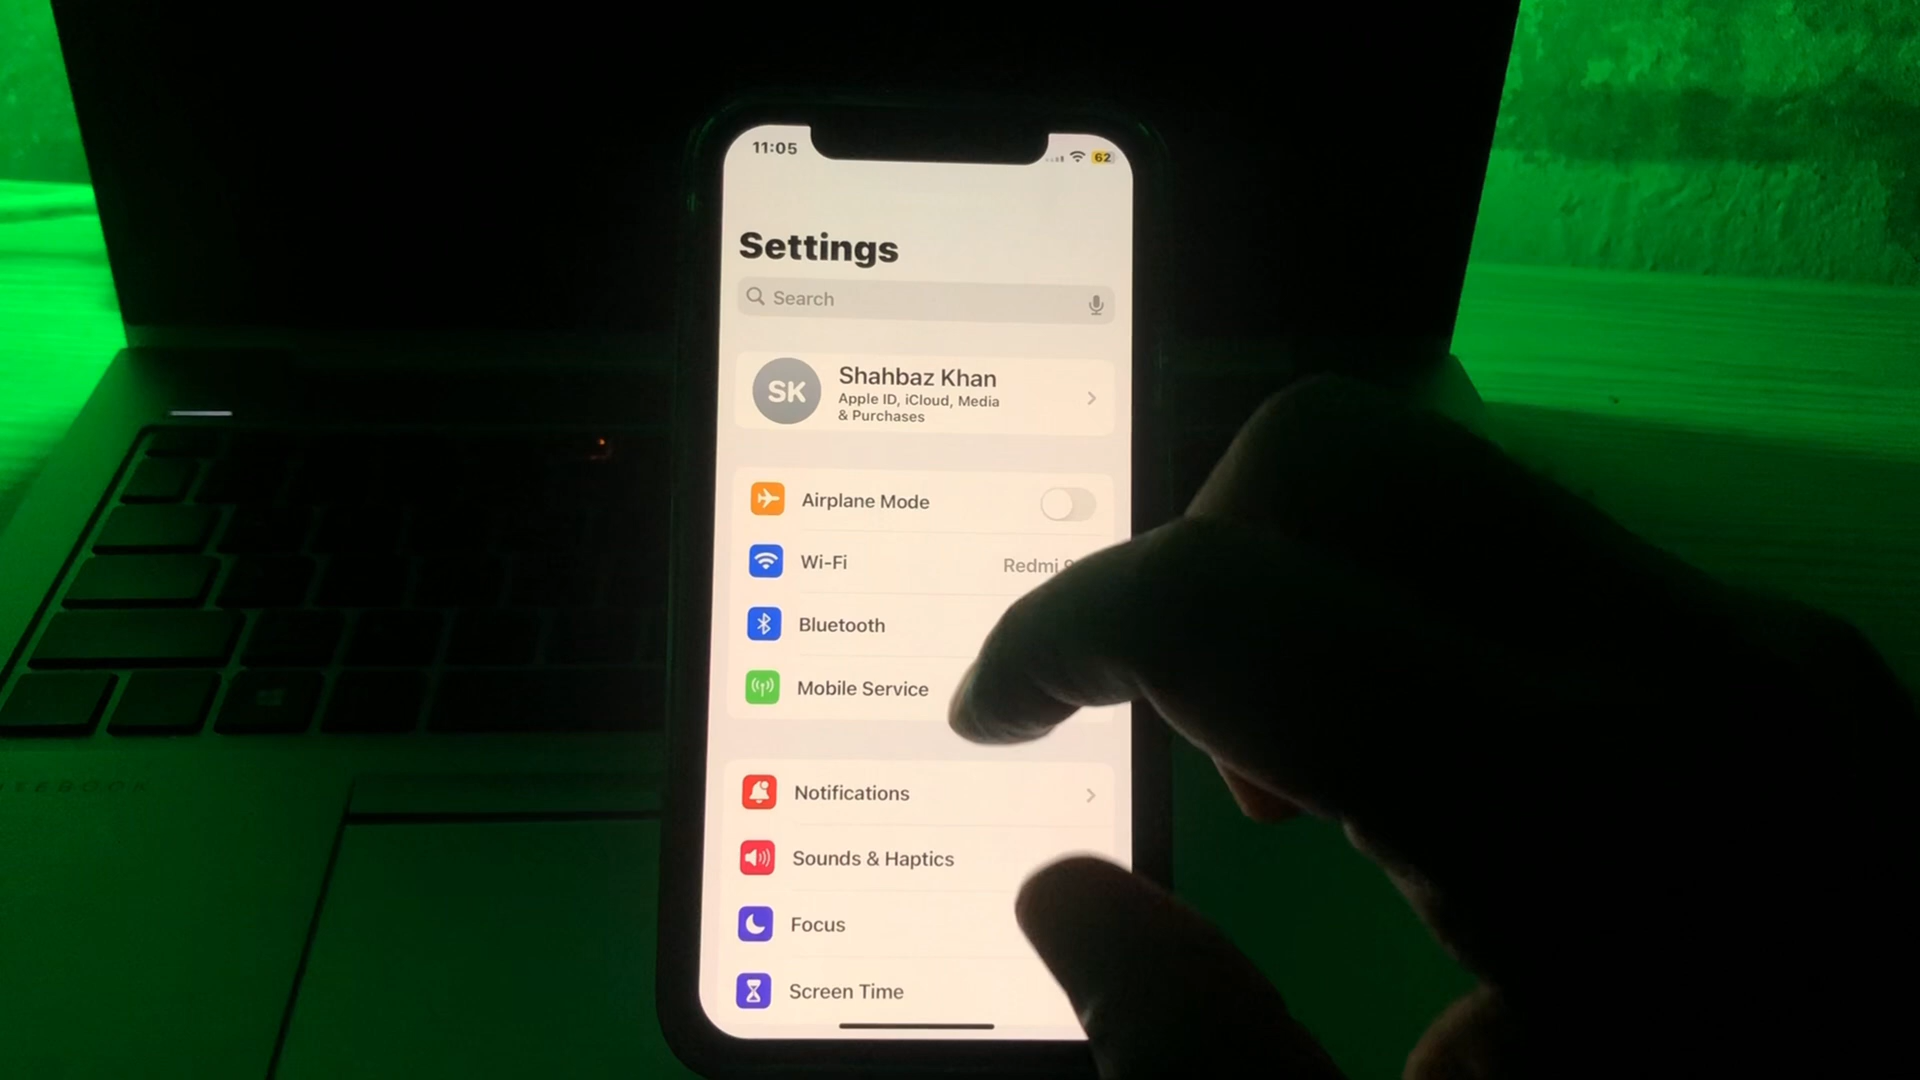 11:05
62
Settings
Search
SK
Shahbaz Khan
Apple ID, iCloud, Media
& Purchases
Airplane Mode
Wi-Fi
Redmi
Bluetooth
Mobile Service
Notifications
Sounds & Haptics
Focus
Screen Time